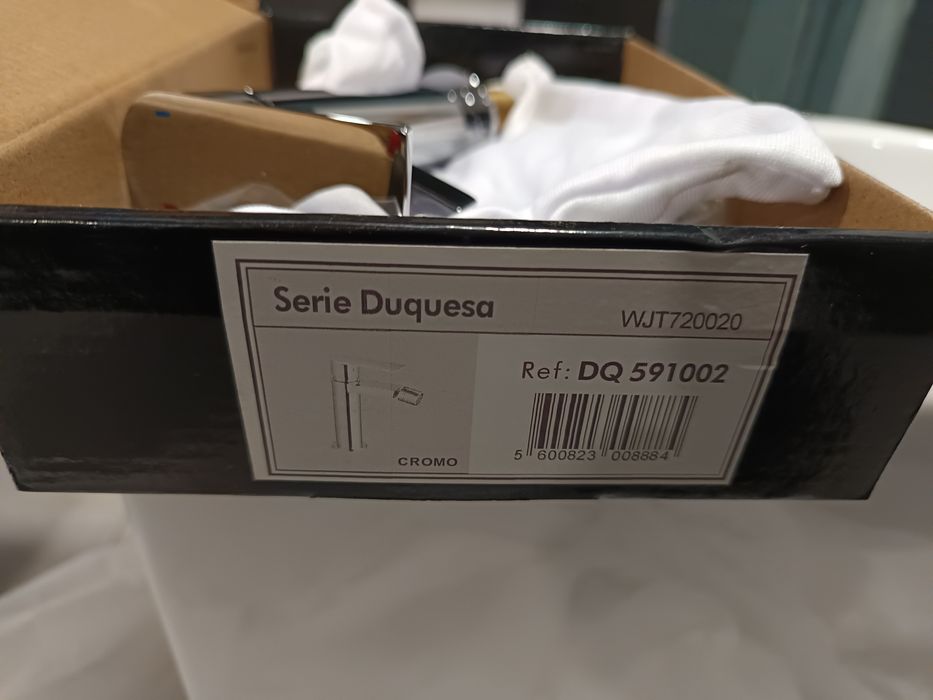 Serie Duquesa
WJT720020
Ref: DQ 591002
5 600823 008884
CROMO